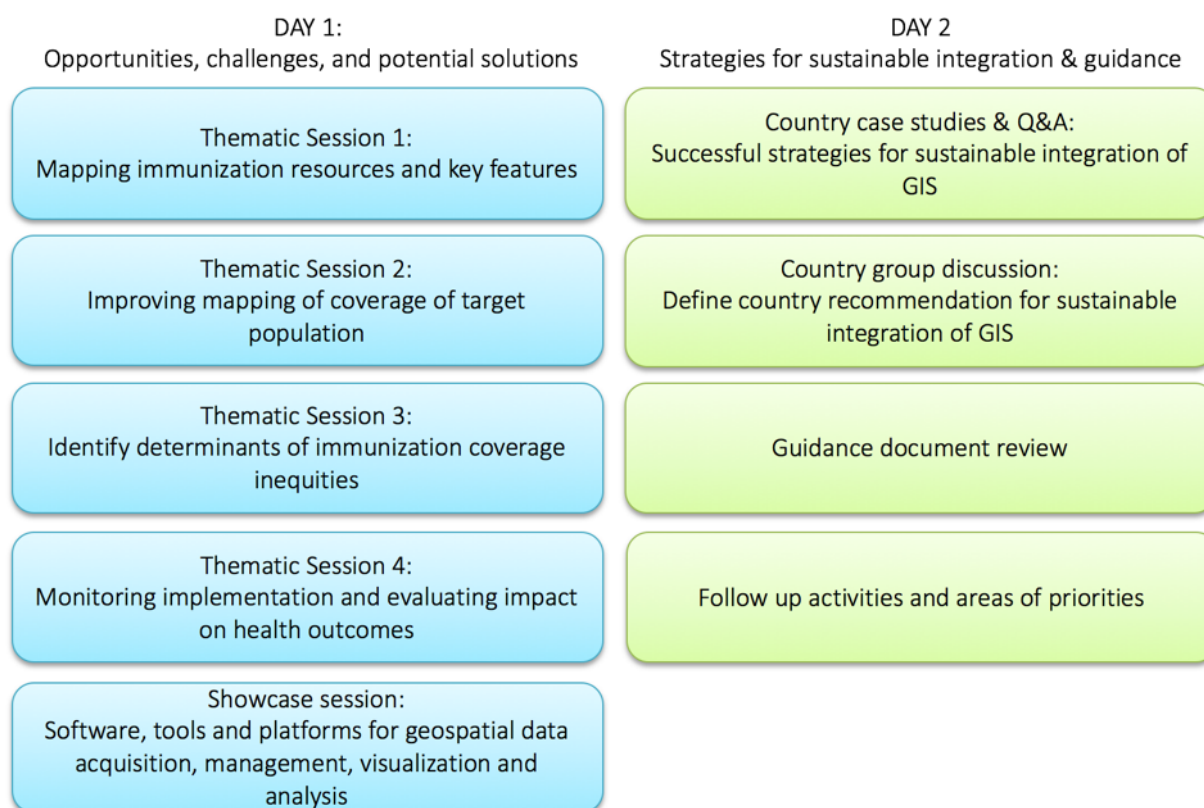 DAY 1:
Opportunities, challenges, and potential solutions
Thematic Session 1:
Mapping immunization resources and key features
Thematic Session 2:
Improving mapping of coverage of target
population
Thematic Session 3:
Identify determinants of immunization coverage
inequities
Thematic Session 4:
Monitoring implementation and evaluating impact
on health outcomes
Showcase session:
Software, tools and platforms for geospatial data
acquisition, management, visualization and
analysis
DAY 2
Strategies for sustainable integration & guidance
Country case studies & Q&A:
Successful strategies for sustainable integration of
GIS
Country group discussion:
Define country recommendation for sustainable
integration of GIS
Guidance document review
Follow up activities and areas of priorities